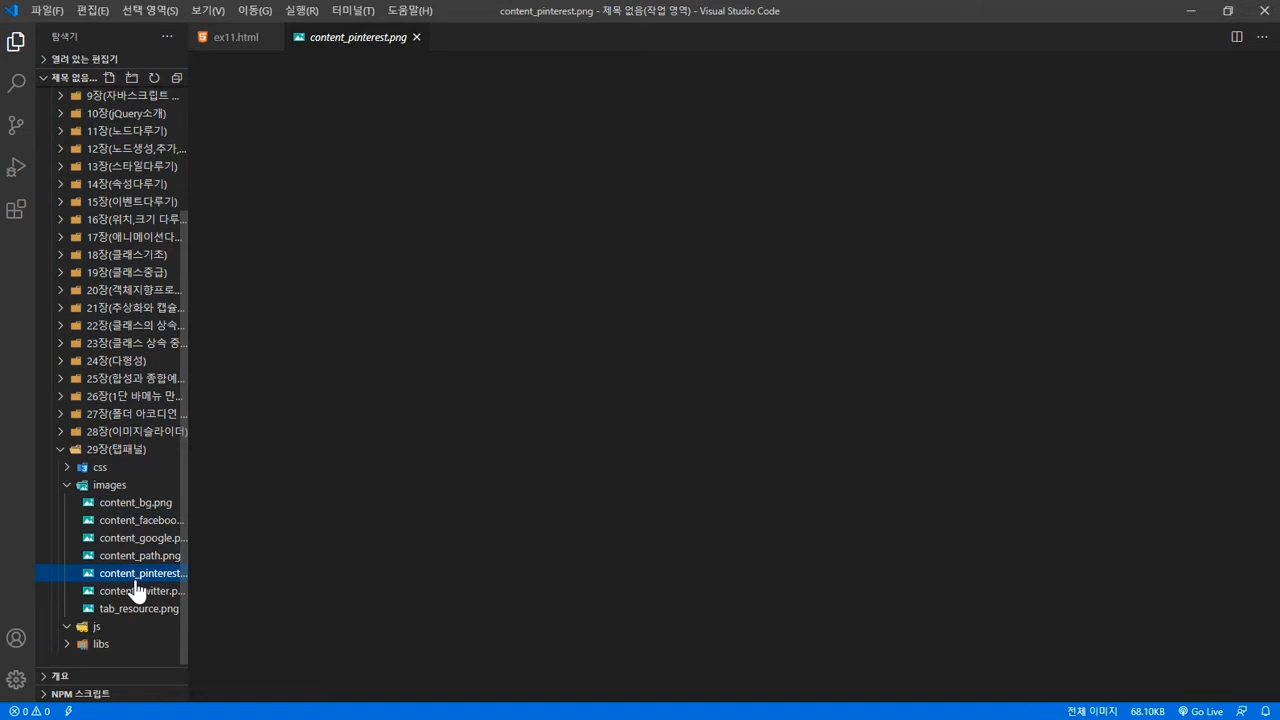 파일(F) 편집(E) 선택 영역(S) 보기(V) 이동(G) 실행(R) 터미널(T) 도움말(H) content_pinterest.png - 제목 없음(작업 영역) - Visual Studio Code
탐색기 ⋯ ex11.html content_pinterest.png
열려 있는 편집기
제목 없음...
9장(자바스크립트 ...
10장(jQuery소개)
11장(노드다루기)
12장(노드생성,추가,...
13장(스타일다루기)
14장(속성다루기)
15장(이벤트다루기)
16장(위치,크기 다루...
17장(애니메이션다...
18장(클래스기초)
19장(클래스중급)
20장(객체지향프로...
21장(추상화와 캡슐...
22장(클래스의 상속...
23장(클래스 상속 중...
24장(다형성)
25장(합성과 종합예...
26장(1단 바메뉴 만...
27장(폴더 아코디언 ...
28장(이미지슬라이더)
29장(탭패널)
css
images
content_bg.png
content_faceboo...
content_google.p...
content_path.png
content_pinterest...
tab_resource.png
js
libs
개요
NPM 스크립트
0 0 전체 이미지 68.10KB Go Live